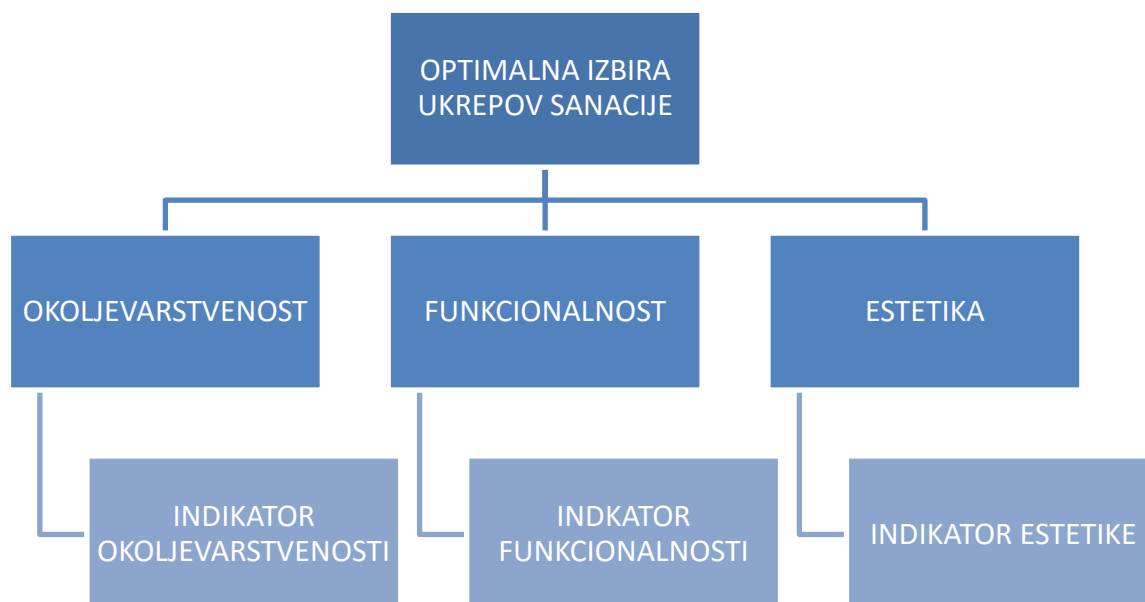 OPTIMALNA IZBIRA
UKREPOV SANACIJE
OKOLJEVARSTVENOST
FUNKCIONALNOST
ESTETIKA
INDIKATOR
OKOLJEVARSTVENOSTI
INDKATOR
FUNKCIONALNOSTI
INDIKATOR ESTETIKE